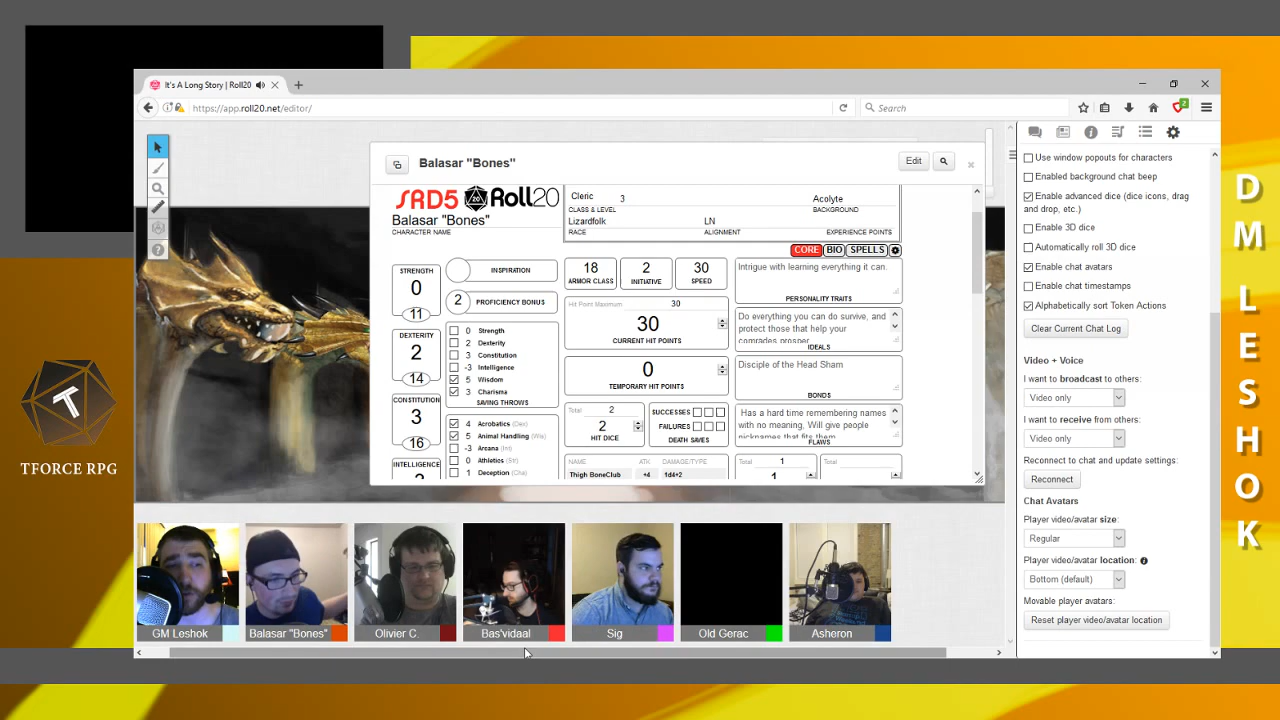 It's A Long Story | Roll20
https://app.roll20.net/editor/
Search
2
Balasar "Bones"
Edit
SRD5 Roll20
Balasar "Bones"
CHARACTER NAME
Cleric 3 Acolyte
CLASS & LEVEL BACKGROUND
Lizardfolk LN
RACE ALIGNMENT EXPERIENCE POINTS
CORE BIO SPELLS
STRENGTH
0
11
DEXTERITY
2
14
CONSTITUTION
3
16
INTELLIGENCE
INSPIRATION
2 PROFICIENCY BONUS
0 Strength
2 Dexterity
3 Constitution
-3 Intelligence
5 Wisdom
3 Charisma
SAVING THROWS
4 Acrobatics (Dex)
5 Animal Handling (Wis)
-3 Arcana (Int)
0 Athletics (Str)
1 Deception (Cha)
18 2 30
ARMOR CLASS INITIATIVE SPEED
Hit Point Maximum 30
30
CURRENT HIT POINTS
0
TEMPORARY HIT POINTS
Total 2
2
HIT DICE
SUCCESSES
FAILURES
DEATH SAVES
NAME ATK DAMAGE/TYPE
Thigh BoneClub +4 1d4+2
Intrigue with learning everything it can.
PERSONALITY TRAITS
Do everything you can do survive, and
protect those that help your
comrades prosper
IDEALS
Disciple of the Head Sham
BONDS
Has a hard time remembering names
with no meaning, Will give people
nicknames that fits them
FLAWS
Total 1 Total
1
Use window popouts for characters
Enabled background chat beep
Enable advanced dice (dice icons, drag
and drop, etc.)
Enable 3D dice
Automatically roll 3D dice
Enable chat avatars
Enable chat timestamps
Alphabetically sort Token Actions
Clear Current Chat Log
Video + Voice
I want to broadcast to others:
Video only
I want to receive from others:
Video only
Reconnect to chat and update settings:
Reconnect
Chat Avatars
Player video/avatar size:
Regular
Player video/avatar location:
Bottom (default)
Movable player avatars:
Reset player video/avatar location
GM Leshok
Balasar "Bones"
Olivier C.
Bas'vidaal
Sig
Old Gerac
Asheron
T
TFORCE RPG
DM LESHOK